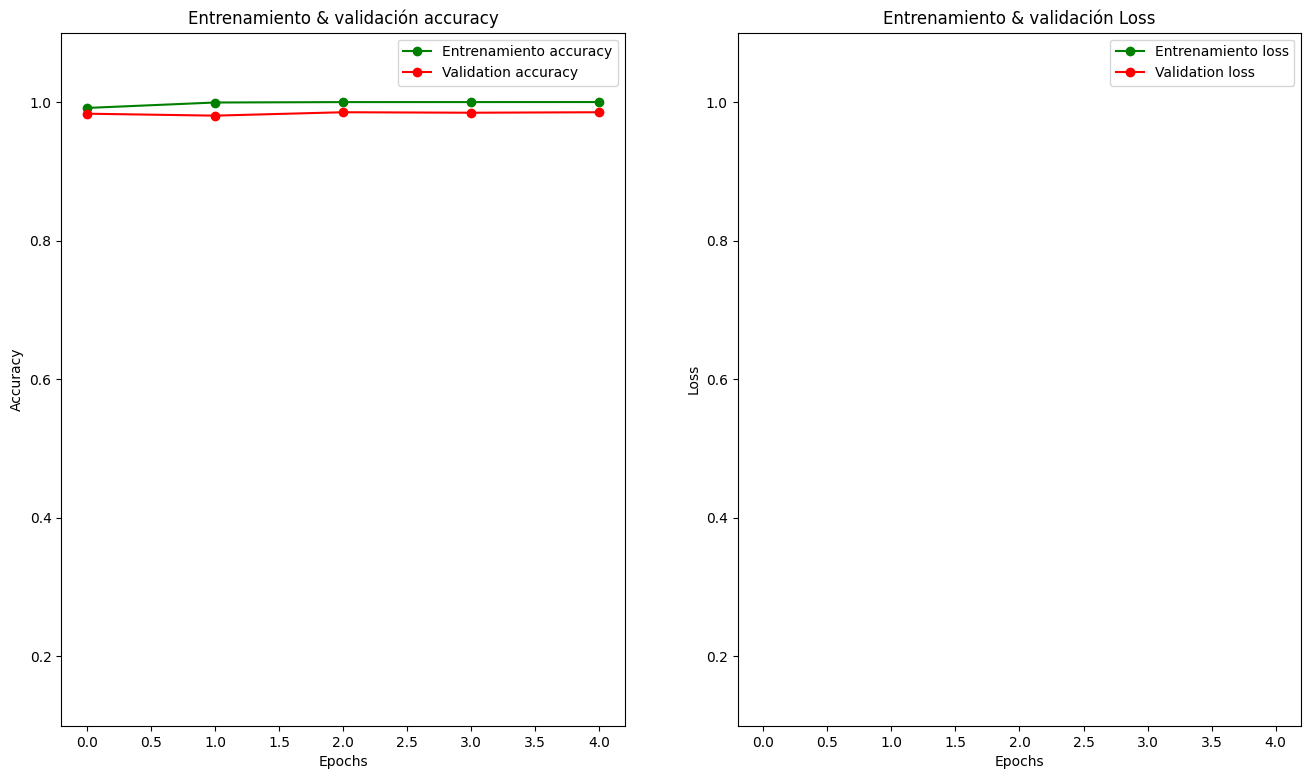 Entrenamiento & validación accuracy
Entrenamiento accuracy
Validation accuracy
1.0
0.8
0.6
0.4
0.2
Accuracy
0.0 0.5 1.0 1.5 2.0 2.5 3.0 3.5 4.0
Epochs
Entrenamiento & validación Loss
Entrenamiento loss
Validation loss
1.0
0.8
0.6
0.4
0.2
Loss
0.0 0.5 1.0 1.5 2.0 2.5 3.0 3.5 4.0
Epochs